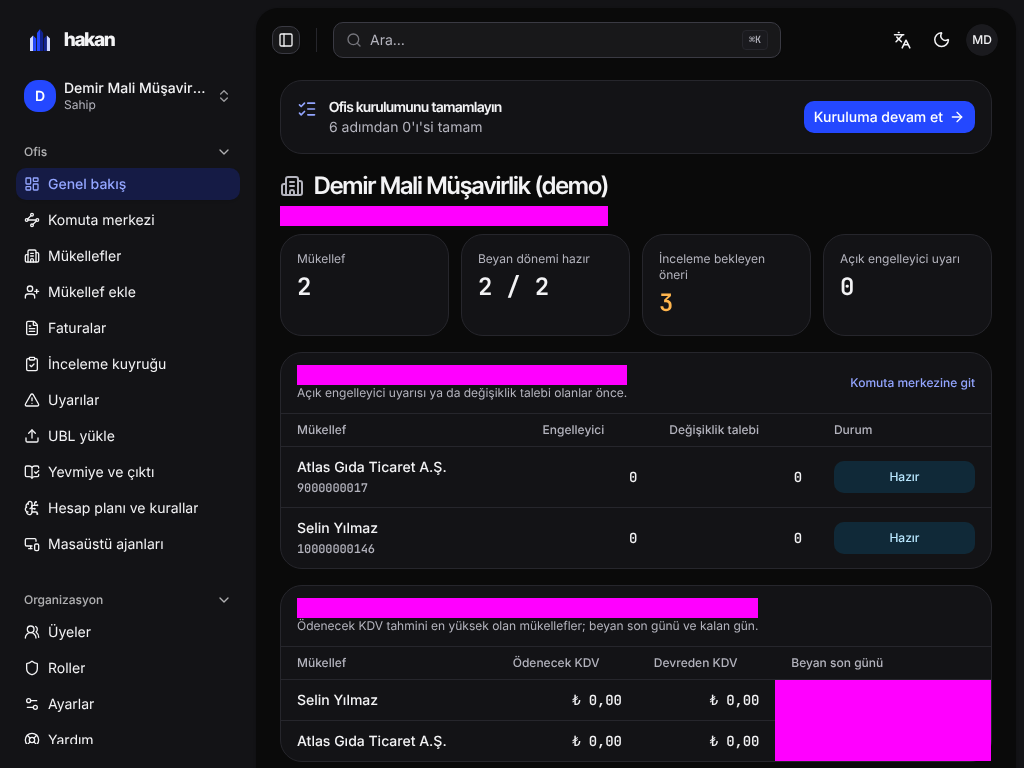 hakan
Ara...
⌘K
MD
D
Demir Mali Müşavir...
Sahip
Ofis
Genel bakış
Komuta merkezi
Mükellefler
Mükellef ekle
Faturalar
İnceleme kuyruğu
Uyarılar
UBL yükle
Yevmiye ve çıktı
Hesap planı ve kurallar
Masaüstü ajanları
Organizasyon
Üyeler
Roller
Ayarlar
Yardım
Ofis kurulumunu tamamlayın
6 adımdan 0'ı'si tamam
Kuruluma devam et
Demir Mali Müşavirlik (demo)
Mükellef
2
Beyan dönemi hazır
2 / 2
İnceleme bekleyen
öneri
3
Açık engelleyici uyarı
0
Açık engelleyici uyarısı ya da değişiklik talebi olanlar önce.
Komuta merkezine git
Mükellef Engelleyici Değişiklik talebi Durum
Atlas Gıda Ticaret A.Ş. 0 0 Hazır
9000000017
Selin Yılmaz 0 0 Hazır
10000000146
Ödenecek KDV tahmini en yüksek olan mükellefler; beyan son günü ve kalan gün.
Mükellef Ödenecek KDV Devreden KDV Beyan son günü
Selin Yılmaz ₺ 0,00 ₺ 0,00
Atlas Gıda Ticaret A.Ş. ₺ 0,00 ₺ 0,00